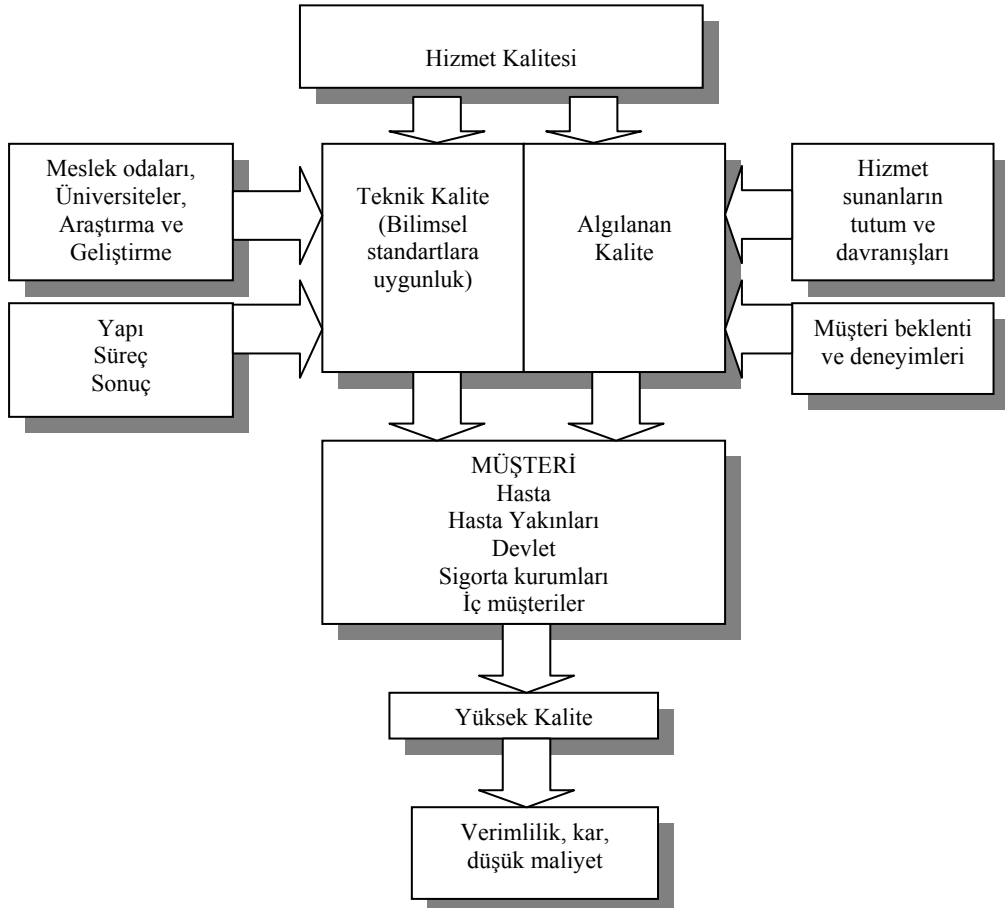 Hizmet Kalitesi
Meslek odaları,
Üniversiteler,
Araştırma ve
Geliştirme
Teknik Kalite
(Bilimsel
standartlara
uygunluk)
Algılanan
Kalite
Hizmet
sunanların
tutum ve
davranışları
Yapı
Süreç
Sonuç
Müşteri beklenti
ve deneyimleri
MÜŞTERİ
Hasta
Hasta Yakınları
Devlet
Sigorta kurumları
İç müşteriler
Yüksek Kalite
Verimlilik, kar,
düşük maliyet